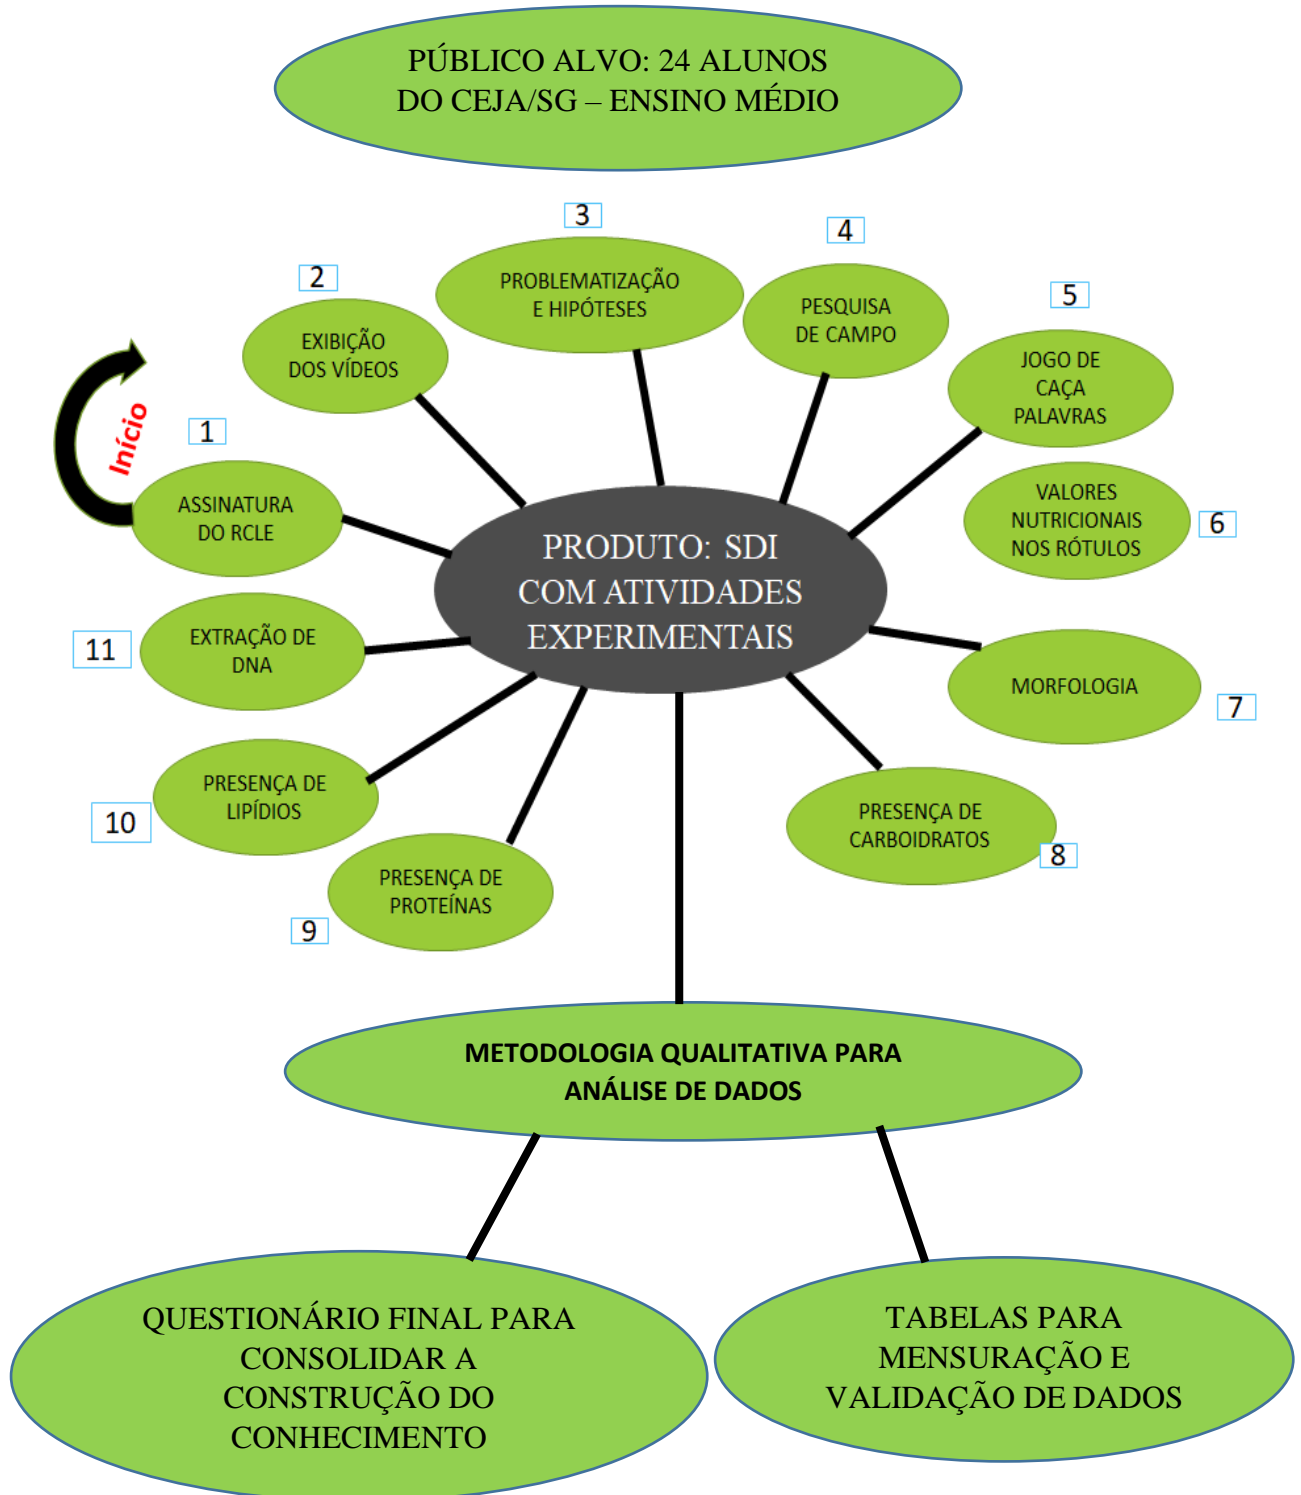 PÚBLICO ALVO: 24 ALUNOS
DO CEJA/SG – ENSINO MÉDIO
Início
1
ASSINATURA
DO RCLE
2
EXIBIÇÃO
DOS VÍDEOS
3
PROBLEMATIZAÇÃO
E HIPÓTESES
4
PESQUISA
DE CAMPO
5
JOGO DE
CAÇA
PALAVRAS
VALORES
NUTRICIONAIS
NOS RÓTULOS
6
MORFOLOGIA
7
PRESENÇA DE
CARBOIDRATOS
8
PRESENÇA DE
PROTEÍNAS
9
PRESENÇA DE
LIPÍDIOS
10
EXTRAÇÃO DE
DNA
11
PRODUTO: SDI
COM ATIVIDADES
EXPERIMENTAIS
METODOLOGIA QUALITATIVA PARA
ANÁLISE DE DADOS
QUESTIONÁRIO FINAL PARA
CONSOLIDAR A
CONSTRUÇÃO DO
CONHECIMENTO
TABELAS PARA
MENSURAÇÃO E
VALIDAÇÃO DE DADOS